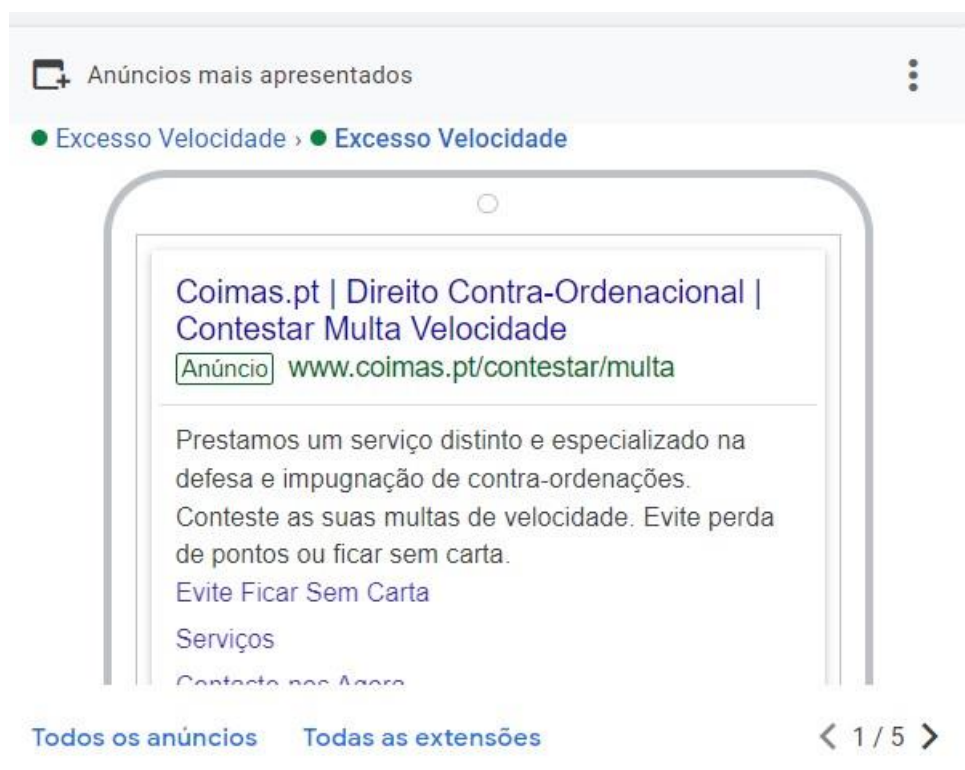 Anúncios mais apresentados
Excesso Velocidade › Excesso Velocidade
Coimas.pt | Direito Contra-Ordenacional |
Contestar Multa Velocidade
Anúncio www.coimas.pt/contestar/multa
Prestamos um serviço distinto e especializado na
defesa e impugnação de contra-ordenações.
Conteste as suas multas de velocidade. Evite perda
de pontos ou ficar sem carta.
Evite Ficar Sem Carta
Serviços
Contacte-nos Agora
Todos os anúncios Todas as extensões 1 / 5